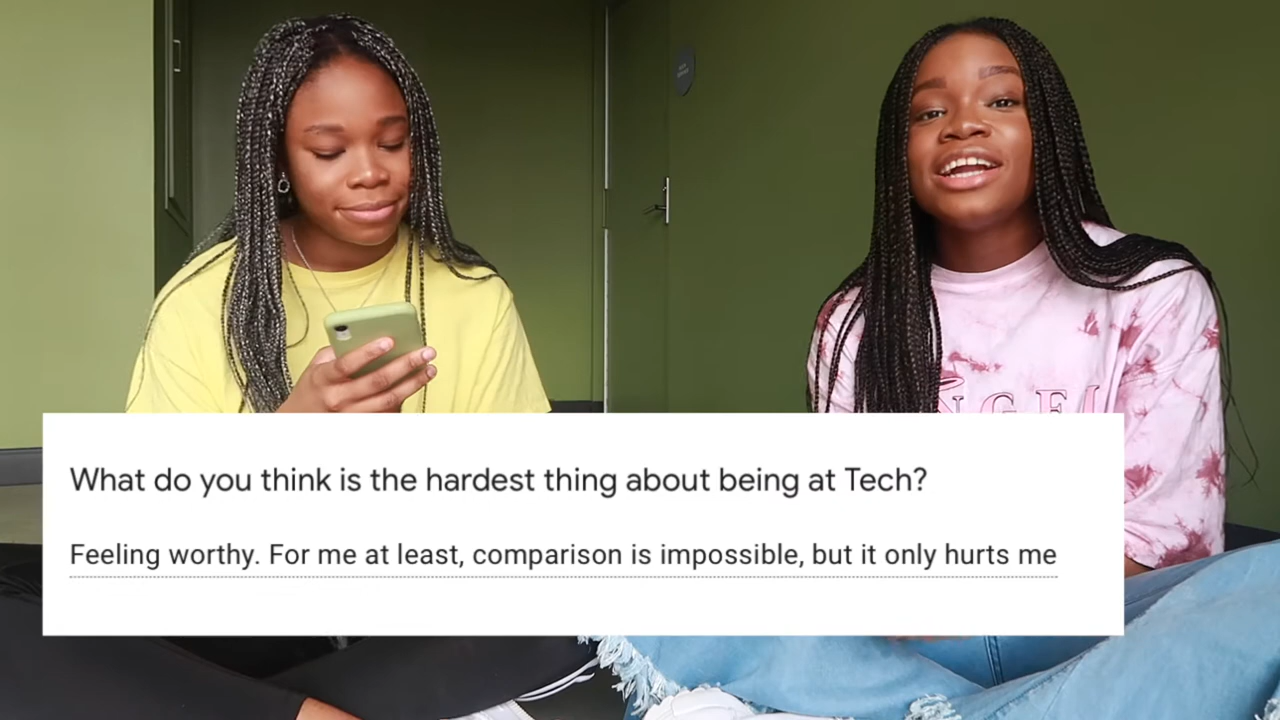 What do you think is the hardest thing about being at Tech?
Feeling worthy. For me at least, comparison is impossible, but it only hurts me